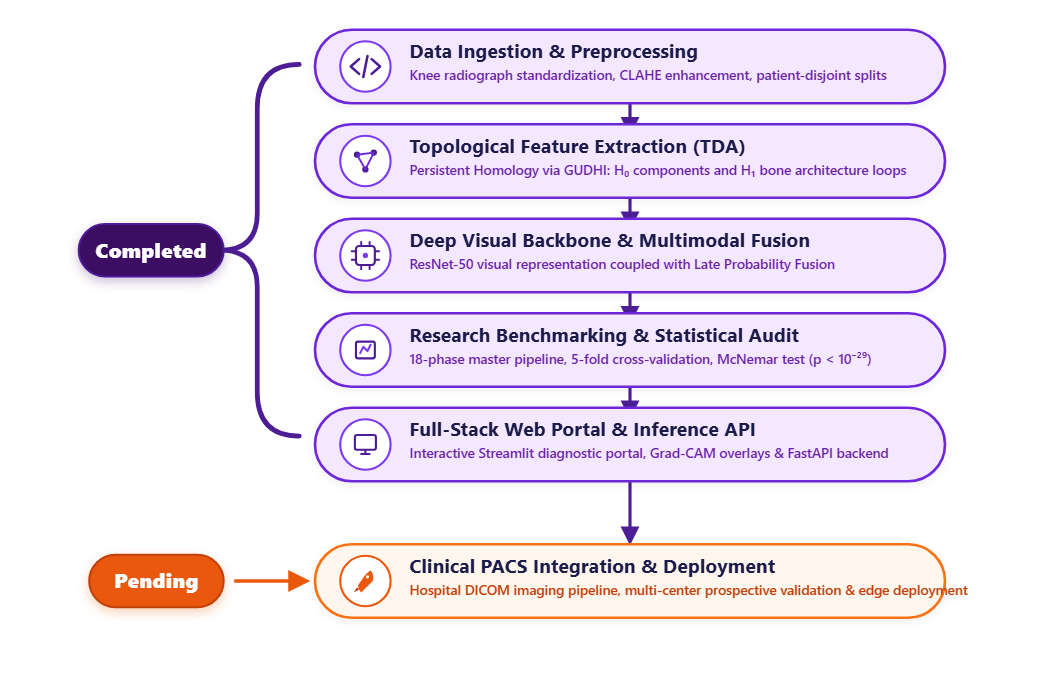 Data Ingestion & Preprocessing
Knee radiograph standardization, CLAHE enhancement, patient-disjoint splits
Topological Feature Extraction (TDA)
Persistent Homology via GUDHI: H₀ components and H₁ bone architecture loops
Completed
Deep Visual Backbone & Multimodal Fusion
ResNet-50 visual representation coupled with Late Probability Fusion
Research Benchmarking & Statistical Audit
18-phase master pipeline, 5-fold cross-validation, McNemar test (p < 10⁻²⁹)
Full-Stack Web Portal & Inference API
Interactive Streamlit diagnostic portal, Grad-CAM overlays & FastAPI backend
Pending
Clinical PACS Integration & Deployment
Hospital DICOM imaging pipeline, multi-center prospective validation & edge deployment